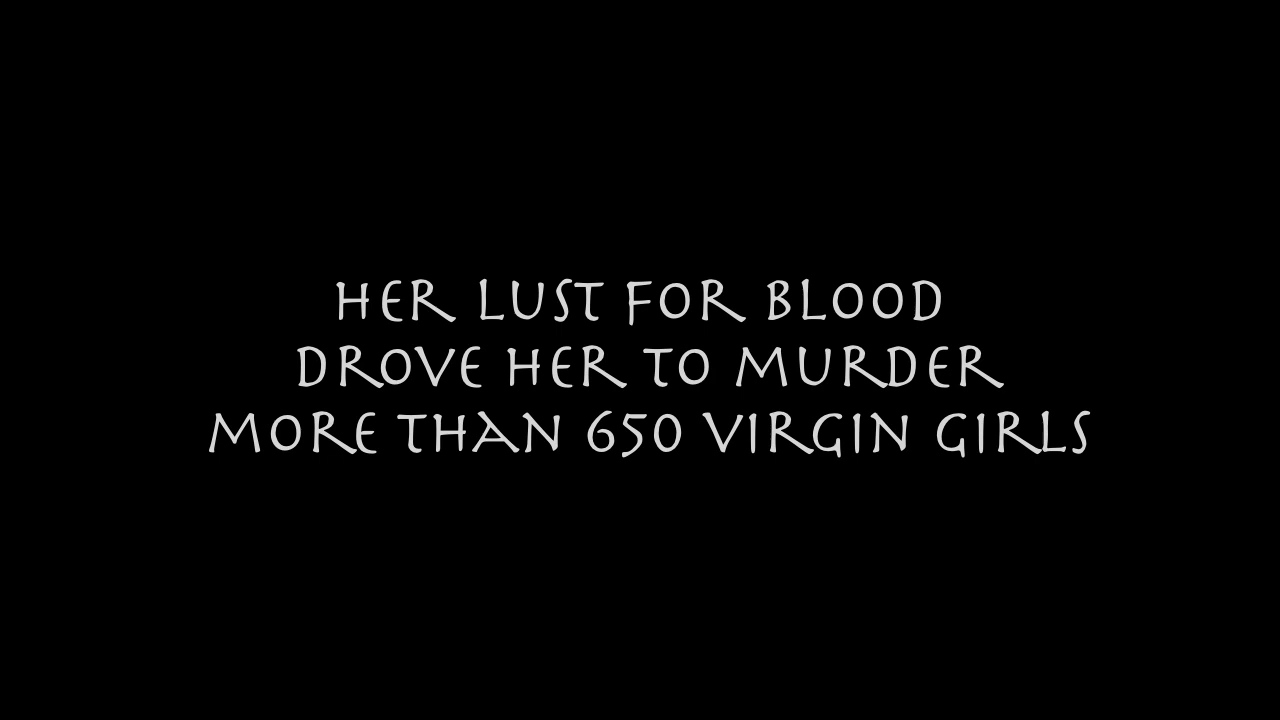 HER LUST FOR BLOOD
DROVE HER TO MURDER
MORE THAN 650 VIRGIN GIRLS